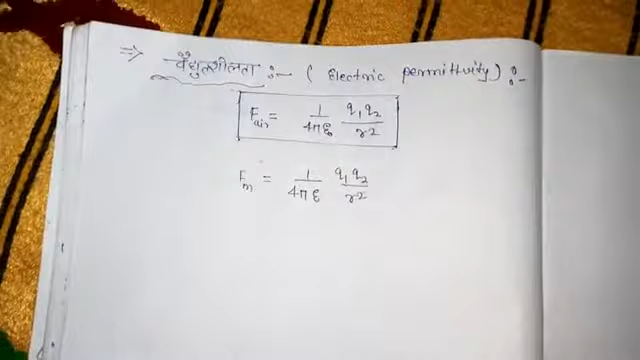 ⇒ वैद्युतशीलता :- ( Electric permittivity ) :-
F_air = 1/4πε₀ q₁q₂/r²
F_m = 1/4πε q₁q₂/r²